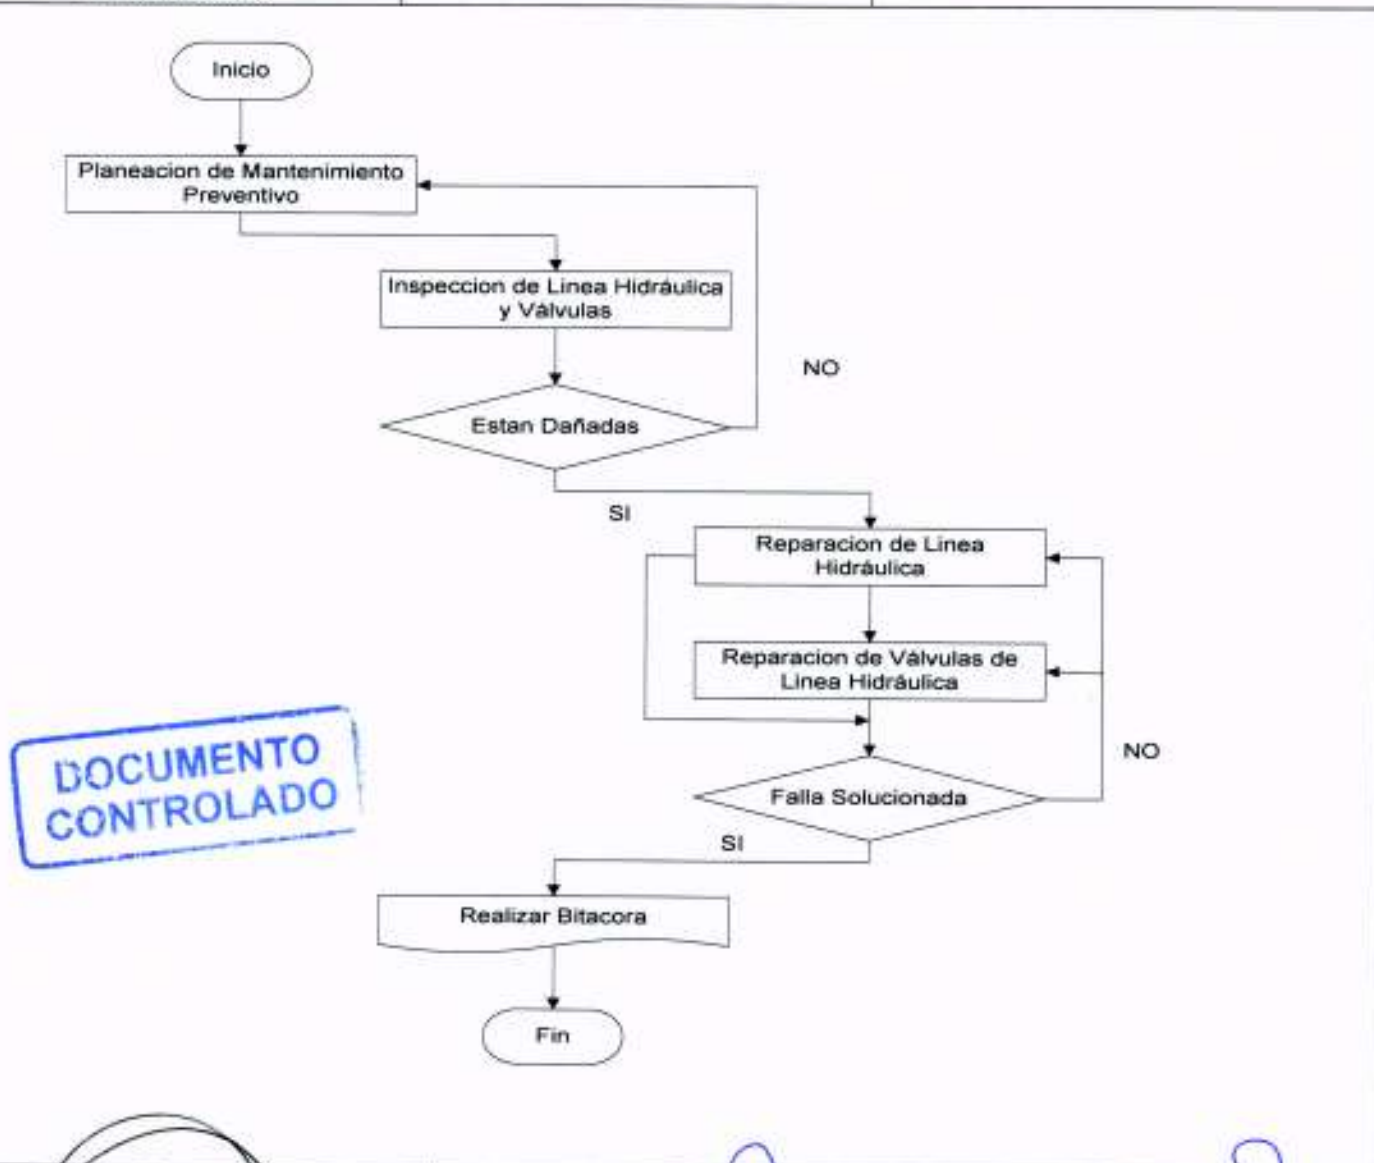 Inicio
Planeacion de Mantenimiento
Preventivo
Inspeccion de Linea Hidráulica
y Válvulas
NO
Estan Dañadas
SI
Reparacion de Linea
Hidráulica
Reparacion de Válvulas de
Linea Hidráulica
NO
Falla Solucionada
SI
DOCUMENTO
CONTROLADO
Realizar Bitacora
Fin